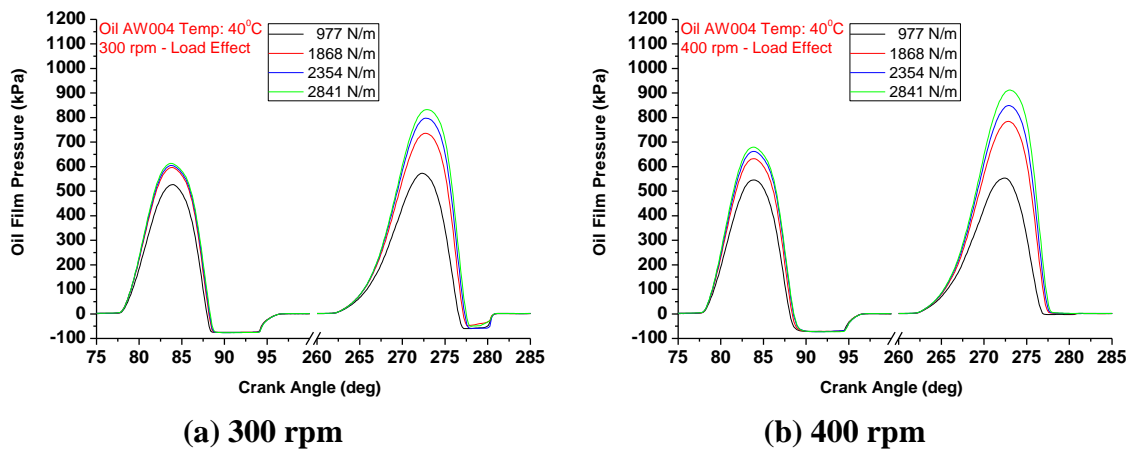 Oil AW004 Temp: 40⁰C
300 rpm - Load Effect
977 N/m
1868 N/m
2354 N/m
2841 N/m
Oil Film Pressure (kPa)
1200
1100
1000
900
800
700
600
500
400
300
200
100
0
-100
75 80 85 90 95 260 265 270 275 280 285
Crank Angle (deg)
(a) 300 rpm
Oil AW004 Temp: 40⁰C
400 rpm - Load Effect
977 N/m
1868 N/m
2354 N/m
2841 N/m
Oil Film Pressure (kPa)
1200
1100
1000
900
800
700
600
500
400
300
200
100
0
-100
75 80 85 90 95 260 265 270 275 280 285
Crank Angle (deg)
(b) 400 rpm